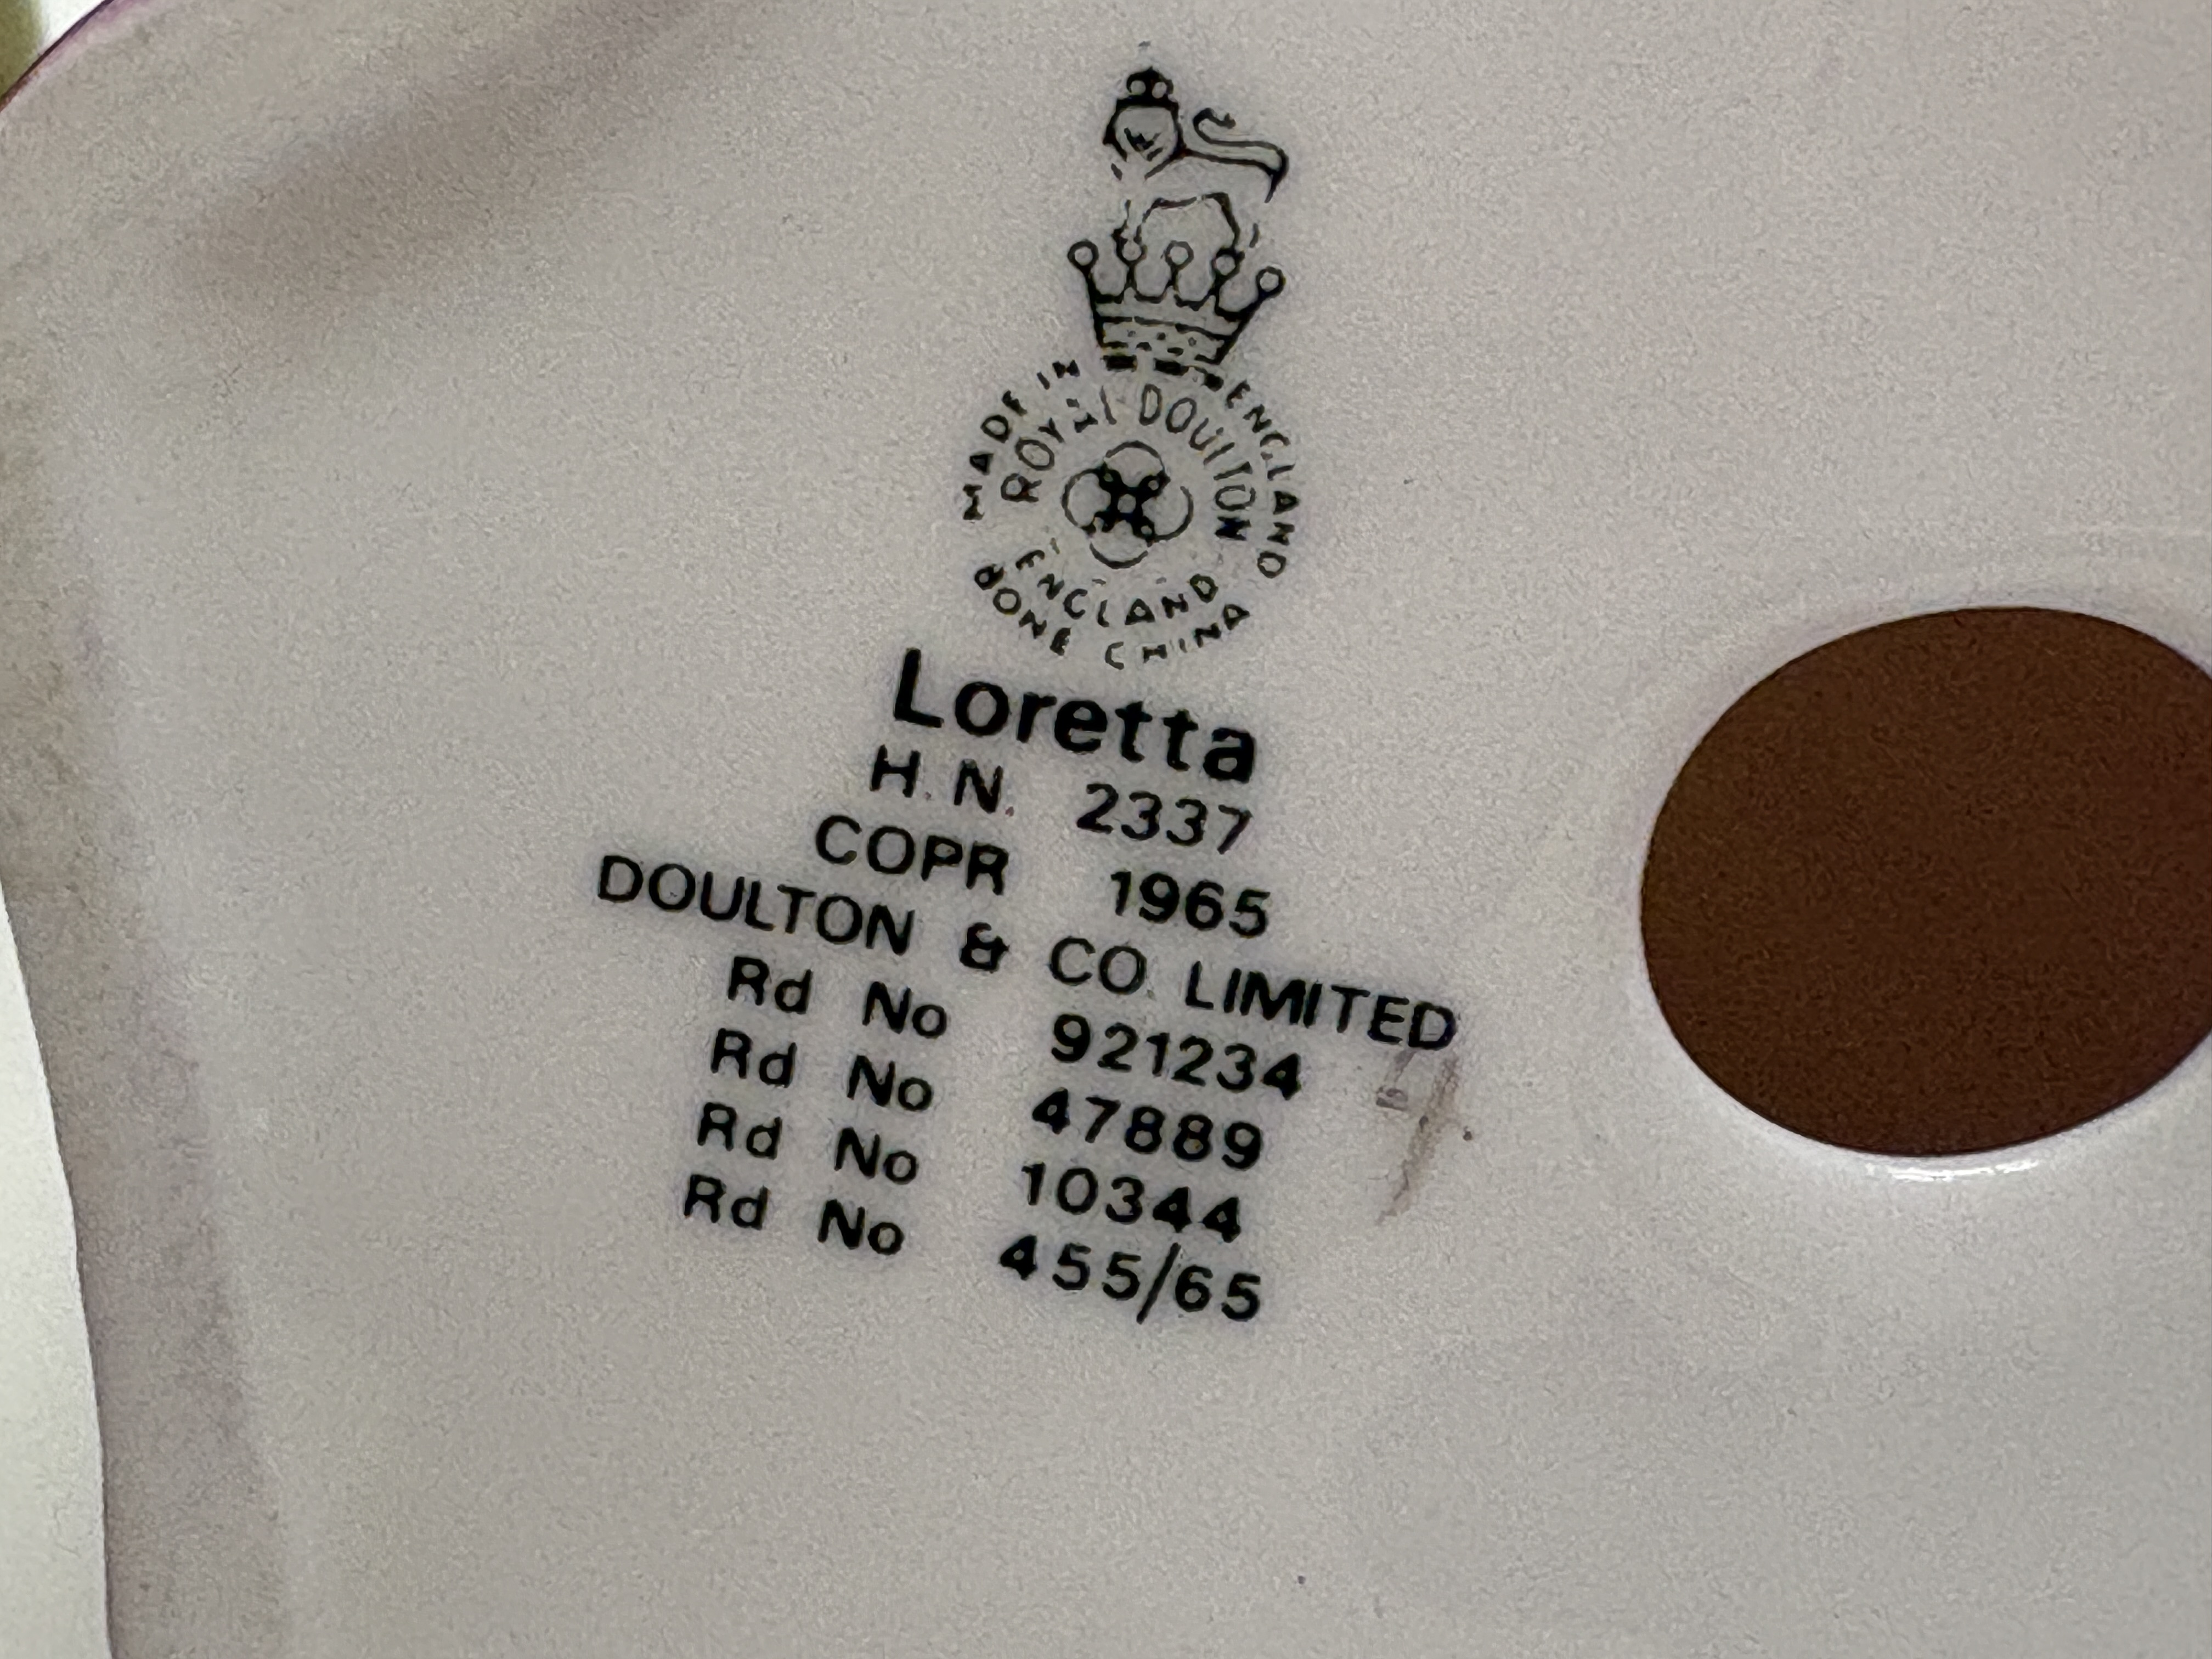 MADE IN ENGLAND
ROYAL DOULTON
ENGLAND
BONE CHINA
Loretta
H. N. 2337
COPR 1965
DOULTON & CO. LIMITED
Rd No 921234
Rd No 47889
Rd No 10344
Rd No 455/65